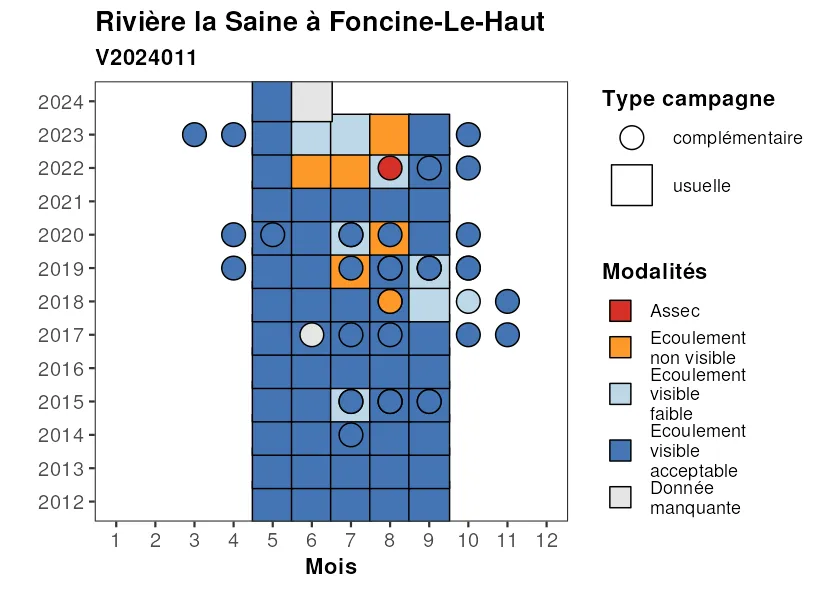 Rivière la Saine à Foncine-Le-Haut
V2024011
2024
2023
2022
2021
2020
2019
2018
2017
2016
2015
2014
2013
2012
1 2 3 4 5 6 7 8 9 10 11 12
Mois
Type campagne
complémentaire
usuelle
Modalités
Assec
Ecoulement
non visible
Ecoulement
visible
faible
Ecoulement
visible
acceptable
Donnée
manquante